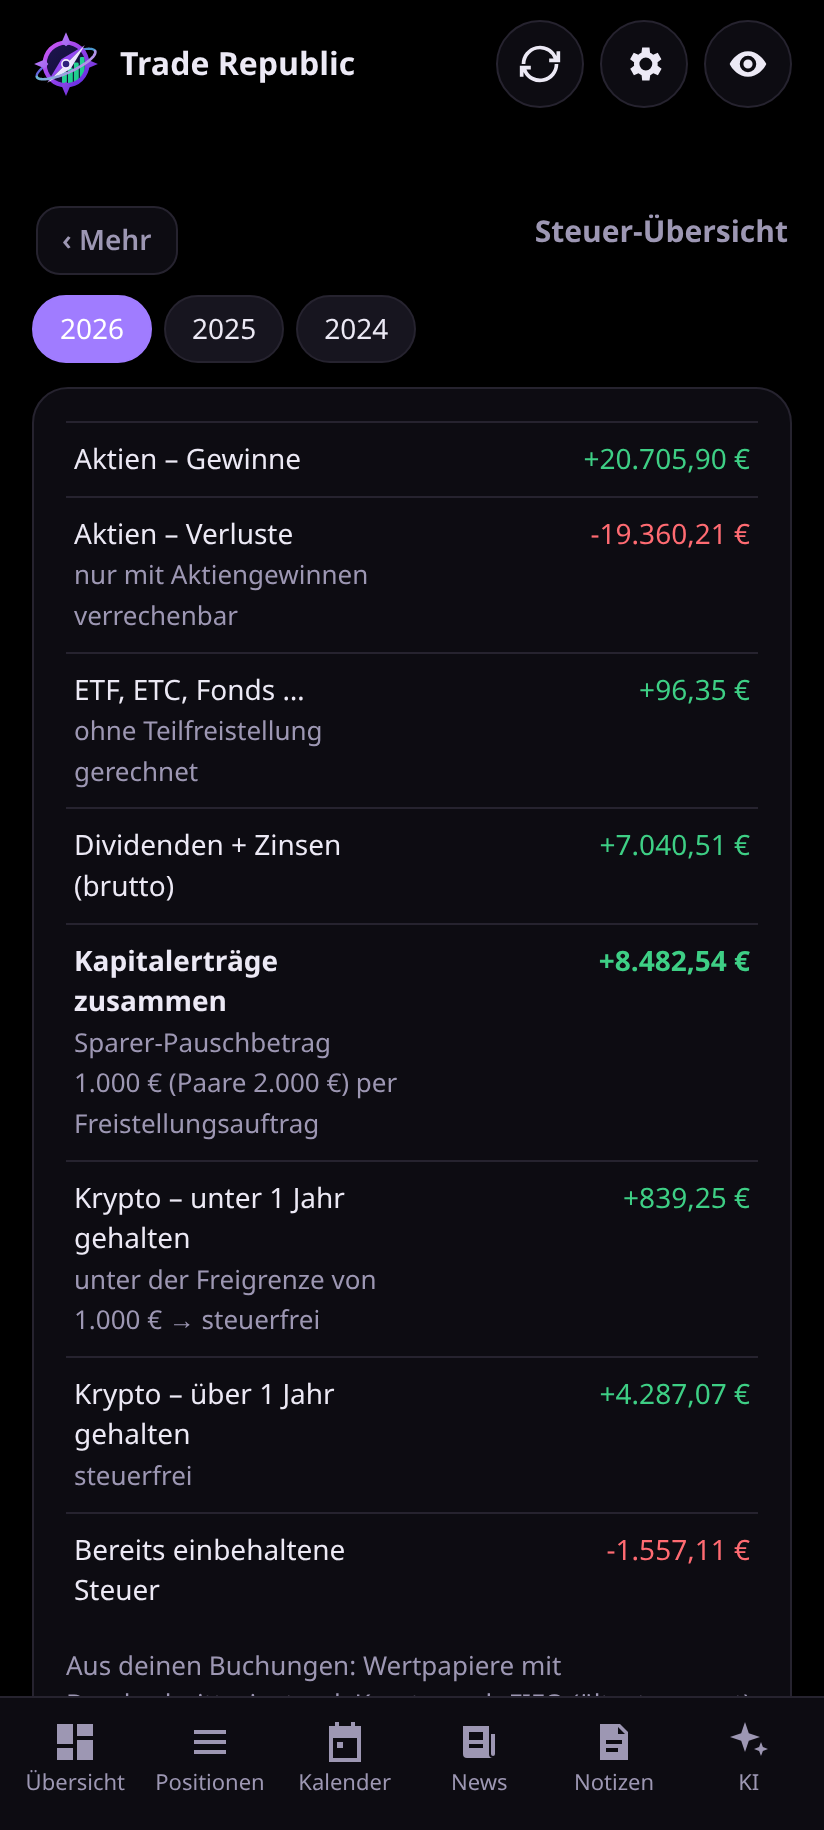 Trade Republic
‹ Mehr
Steuer-Übersicht
2026 2025 2024
Aktien – Gewinne +20.705,90 €
Aktien – Verluste -19.360,21 €
nur mit Aktiengewinnen
verrechenbar
ETF, ETC, Fonds … +96,35 €
ohne Teilfreistellung
gerechnet
Dividenden + Zinsen +7.040,51 €
(brutto)
Kapitalerträge +8.482,54 €
zusammen
Sparer-Pauschbetrag
1.000 € (Paare 2.000 €) per
Freistellungsauftrag
Krypto – unter 1 Jahr +839,25 €
gehalten
unter der Freigrenze von
1.000 € → steuerfrei
Krypto – über 1 Jahr +4.287,07 €
gehalten
steuerfrei
Bereits einbehaltene -1.557,11 €
Steuer
Aus deinen Buchungen: Wertpapiere mit
Übersicht Positionen Kalender News Notizen KI